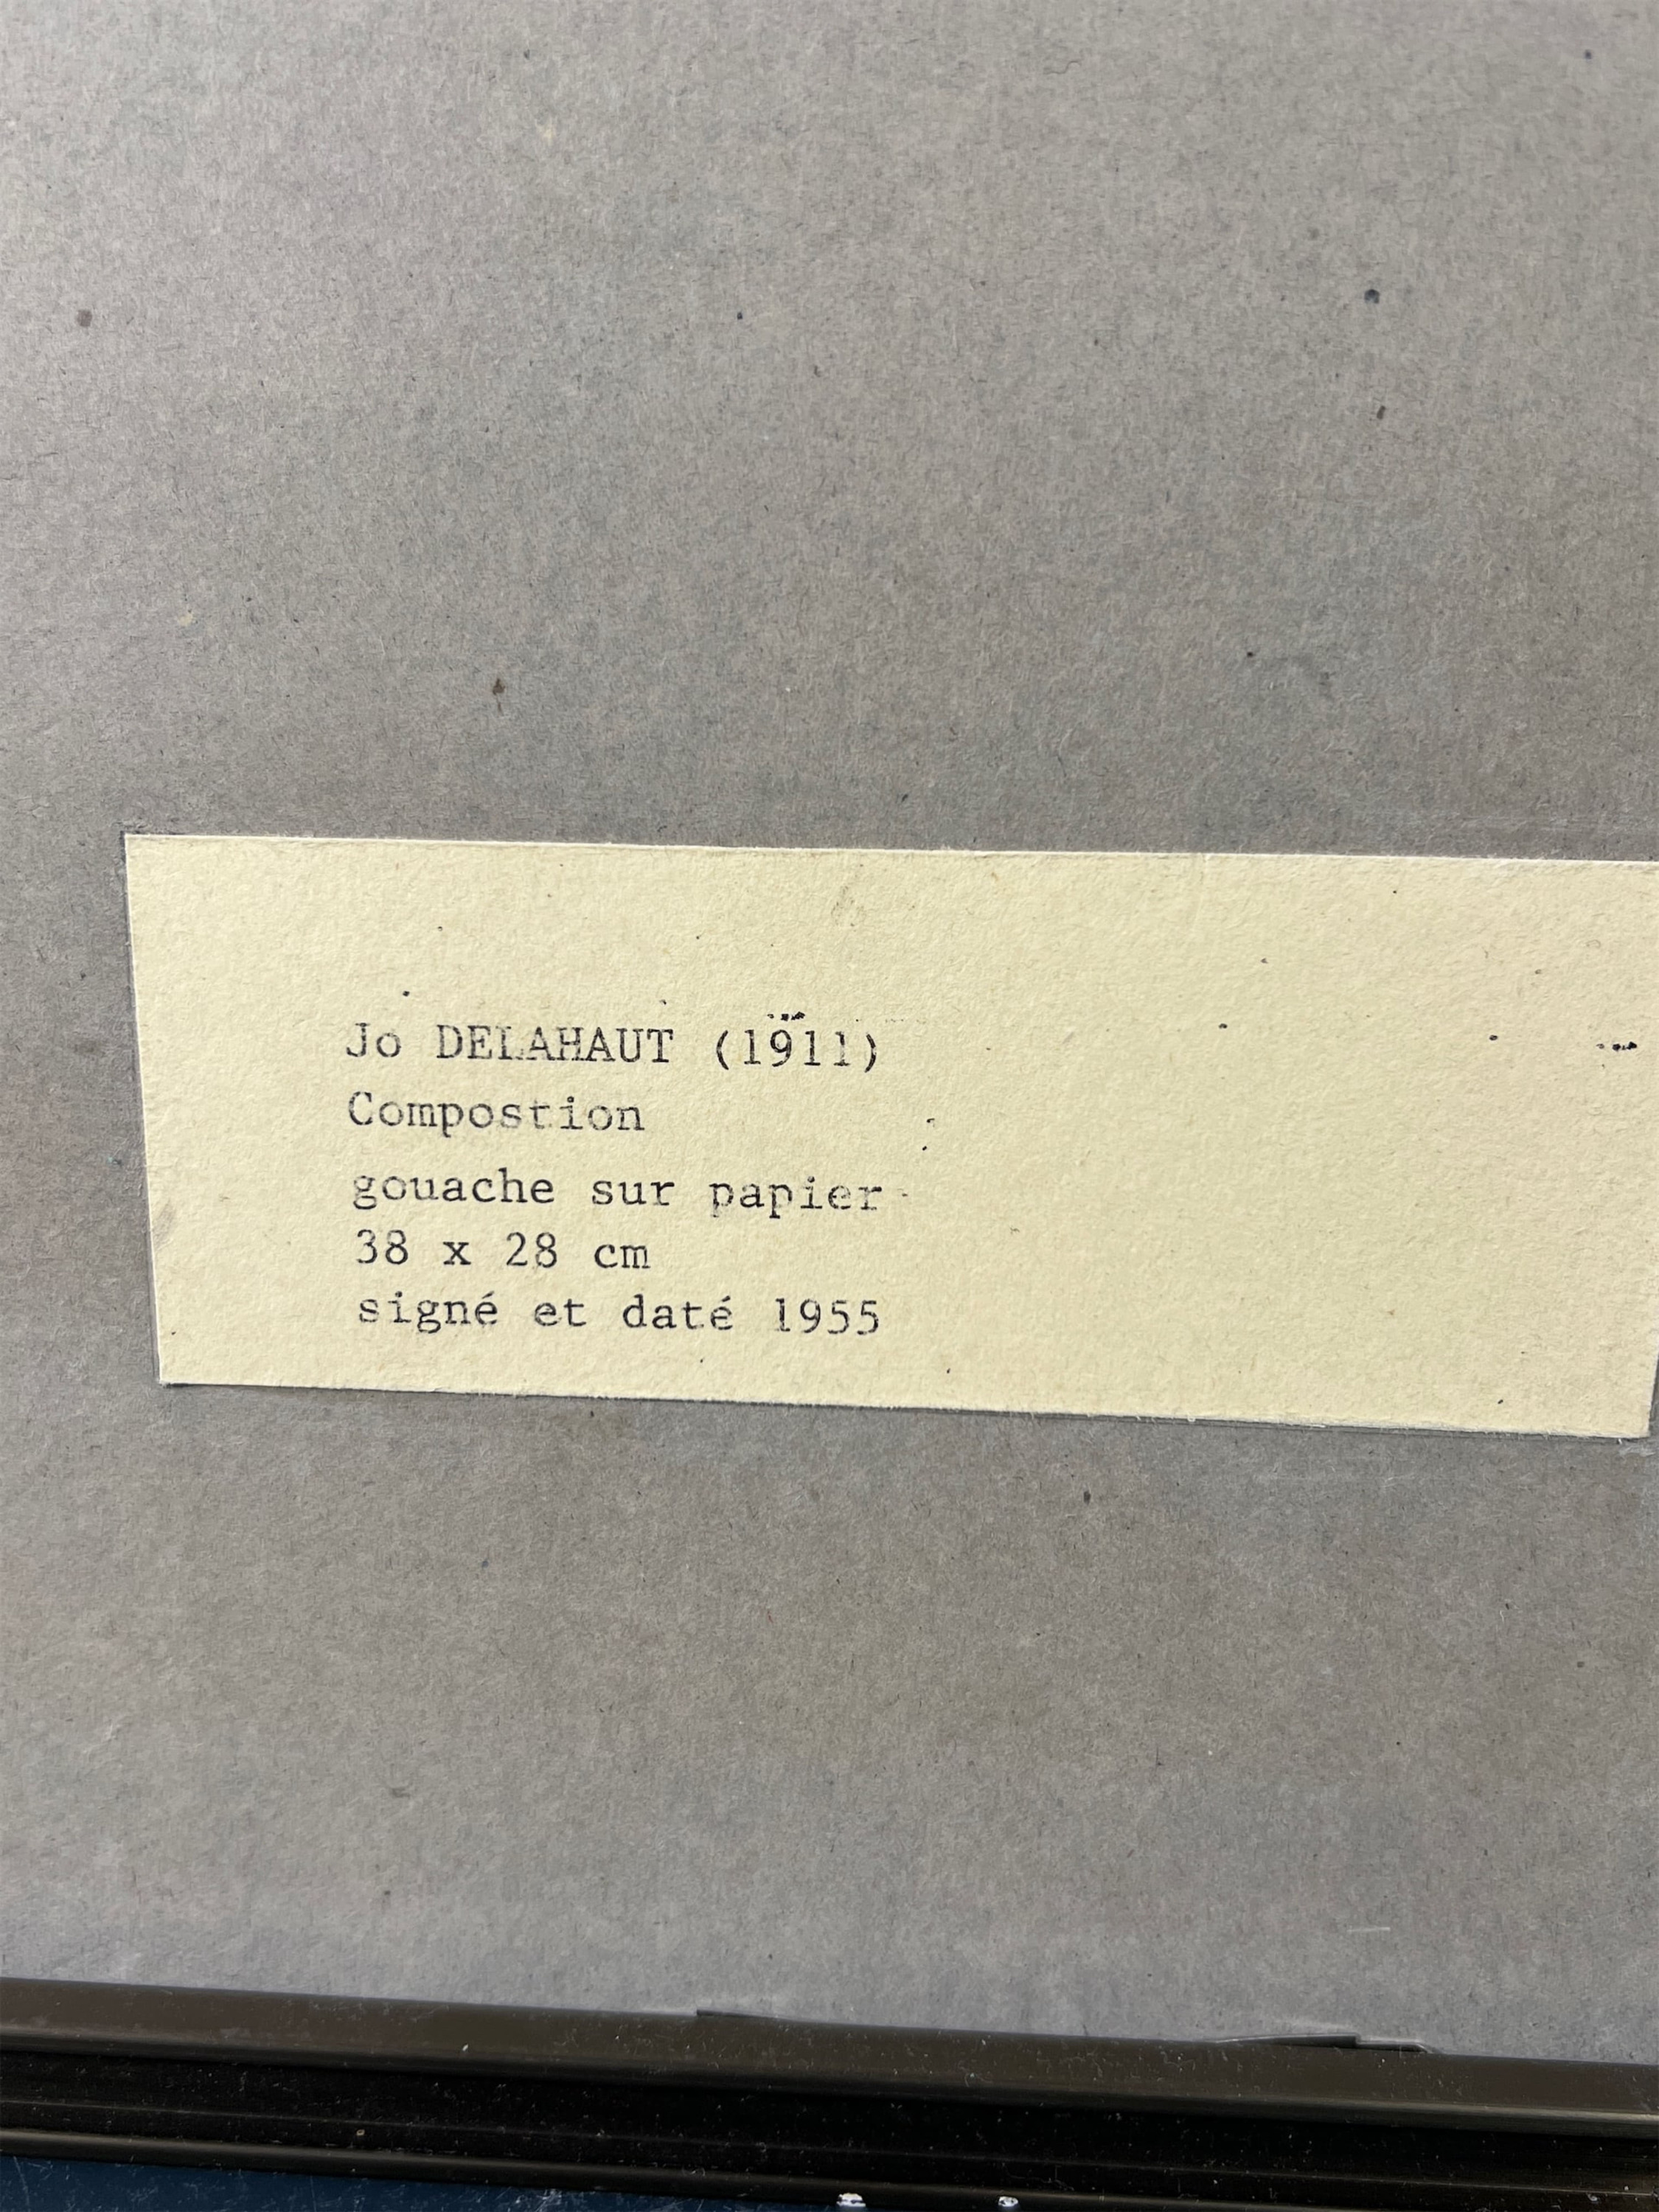 Jo DELAHAUT (1911)
Compostion
gouache sur papier
38 x 28 cm
signé et daté 1955